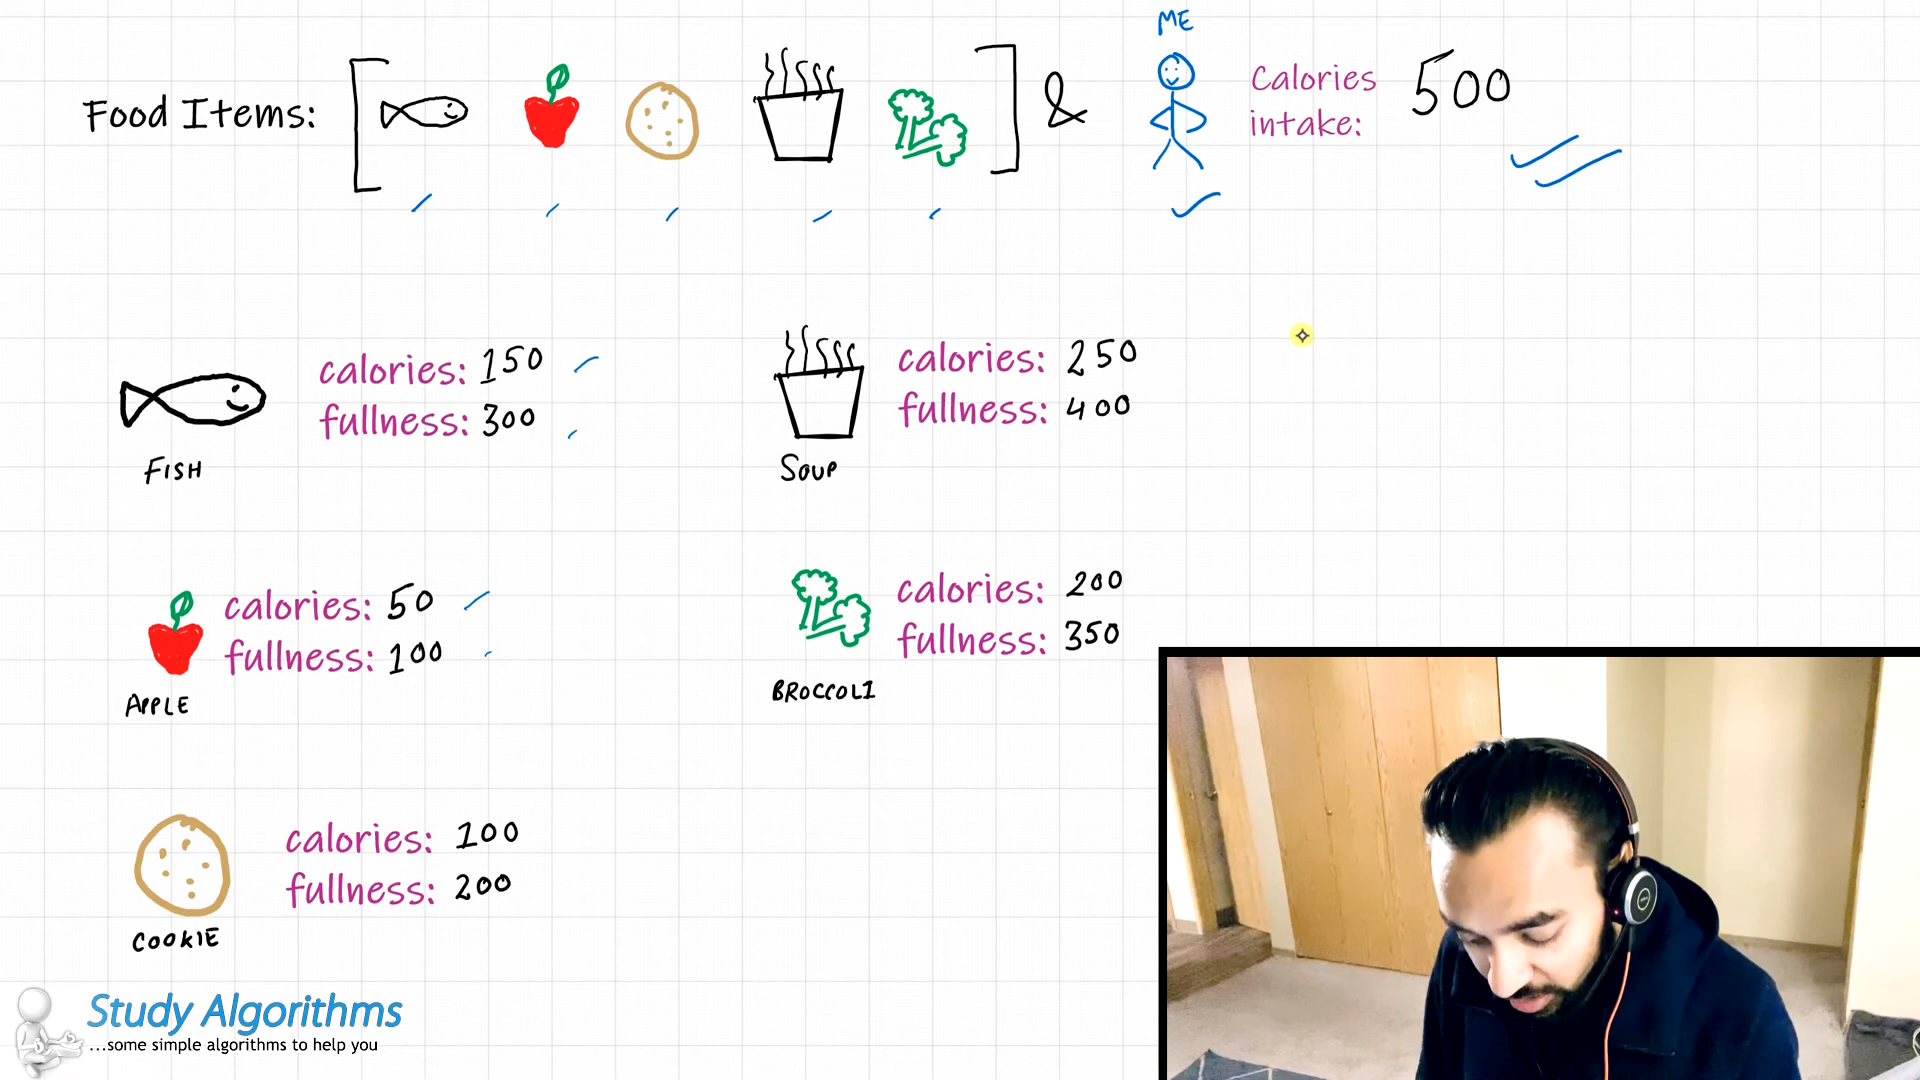 ME
Food Items: [ ] & Calories intake: 500
calories: 150
fullness: 300
FISH
calories: 250
fullness: 400
SOUP
calories: 50
fullness: 100
APPLE
calories: 200
fullness: 350
BROCCOLI
calories: 100
fullness: 200
COOKIE
Study Algorithms
...some simple algorithms to help you